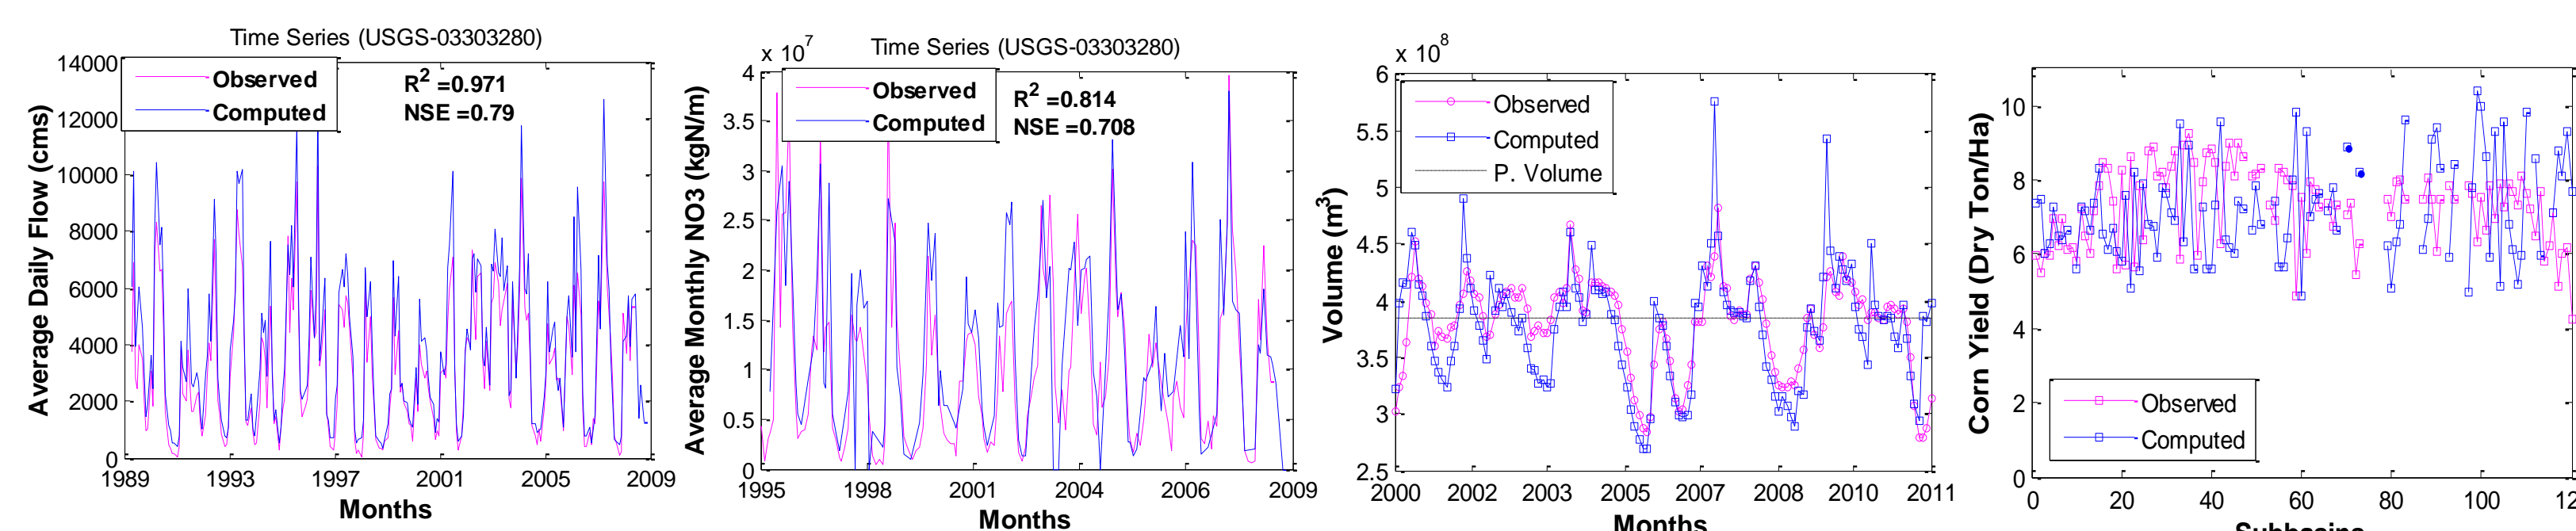 Time Series (USGS-03303280)
Average Daily Flow (cms)
14000
12000
10000
8000
6000
4000
2000
0
Observed
Computed
R² =0.971
NSE =0.79
1989 1993 1997 2001 2005 2009
Months
Time Series (USGS-03303280)
x 10⁷
Average Monthly NO3 (kgN/m)
4
3.5
3
2.5
2
1.5
1
0.5
0
Observed
Computed
R² =0.814
NSE =0.708
1995 1998 2001 2004 2006 2009
Months
x 10⁸
Volume (m³)
6
5.5
5
4.5
4
3.5
3
2.5
Observed
Computed
P. Volume
2000 2002 2003 2005 2007 2008 2010 2011
Months
Corn Yield (Dry Ton/Ha)
10
8
6
4
2
0
Observed
Computed
0 20 40 60 80 100 12
Subbasins